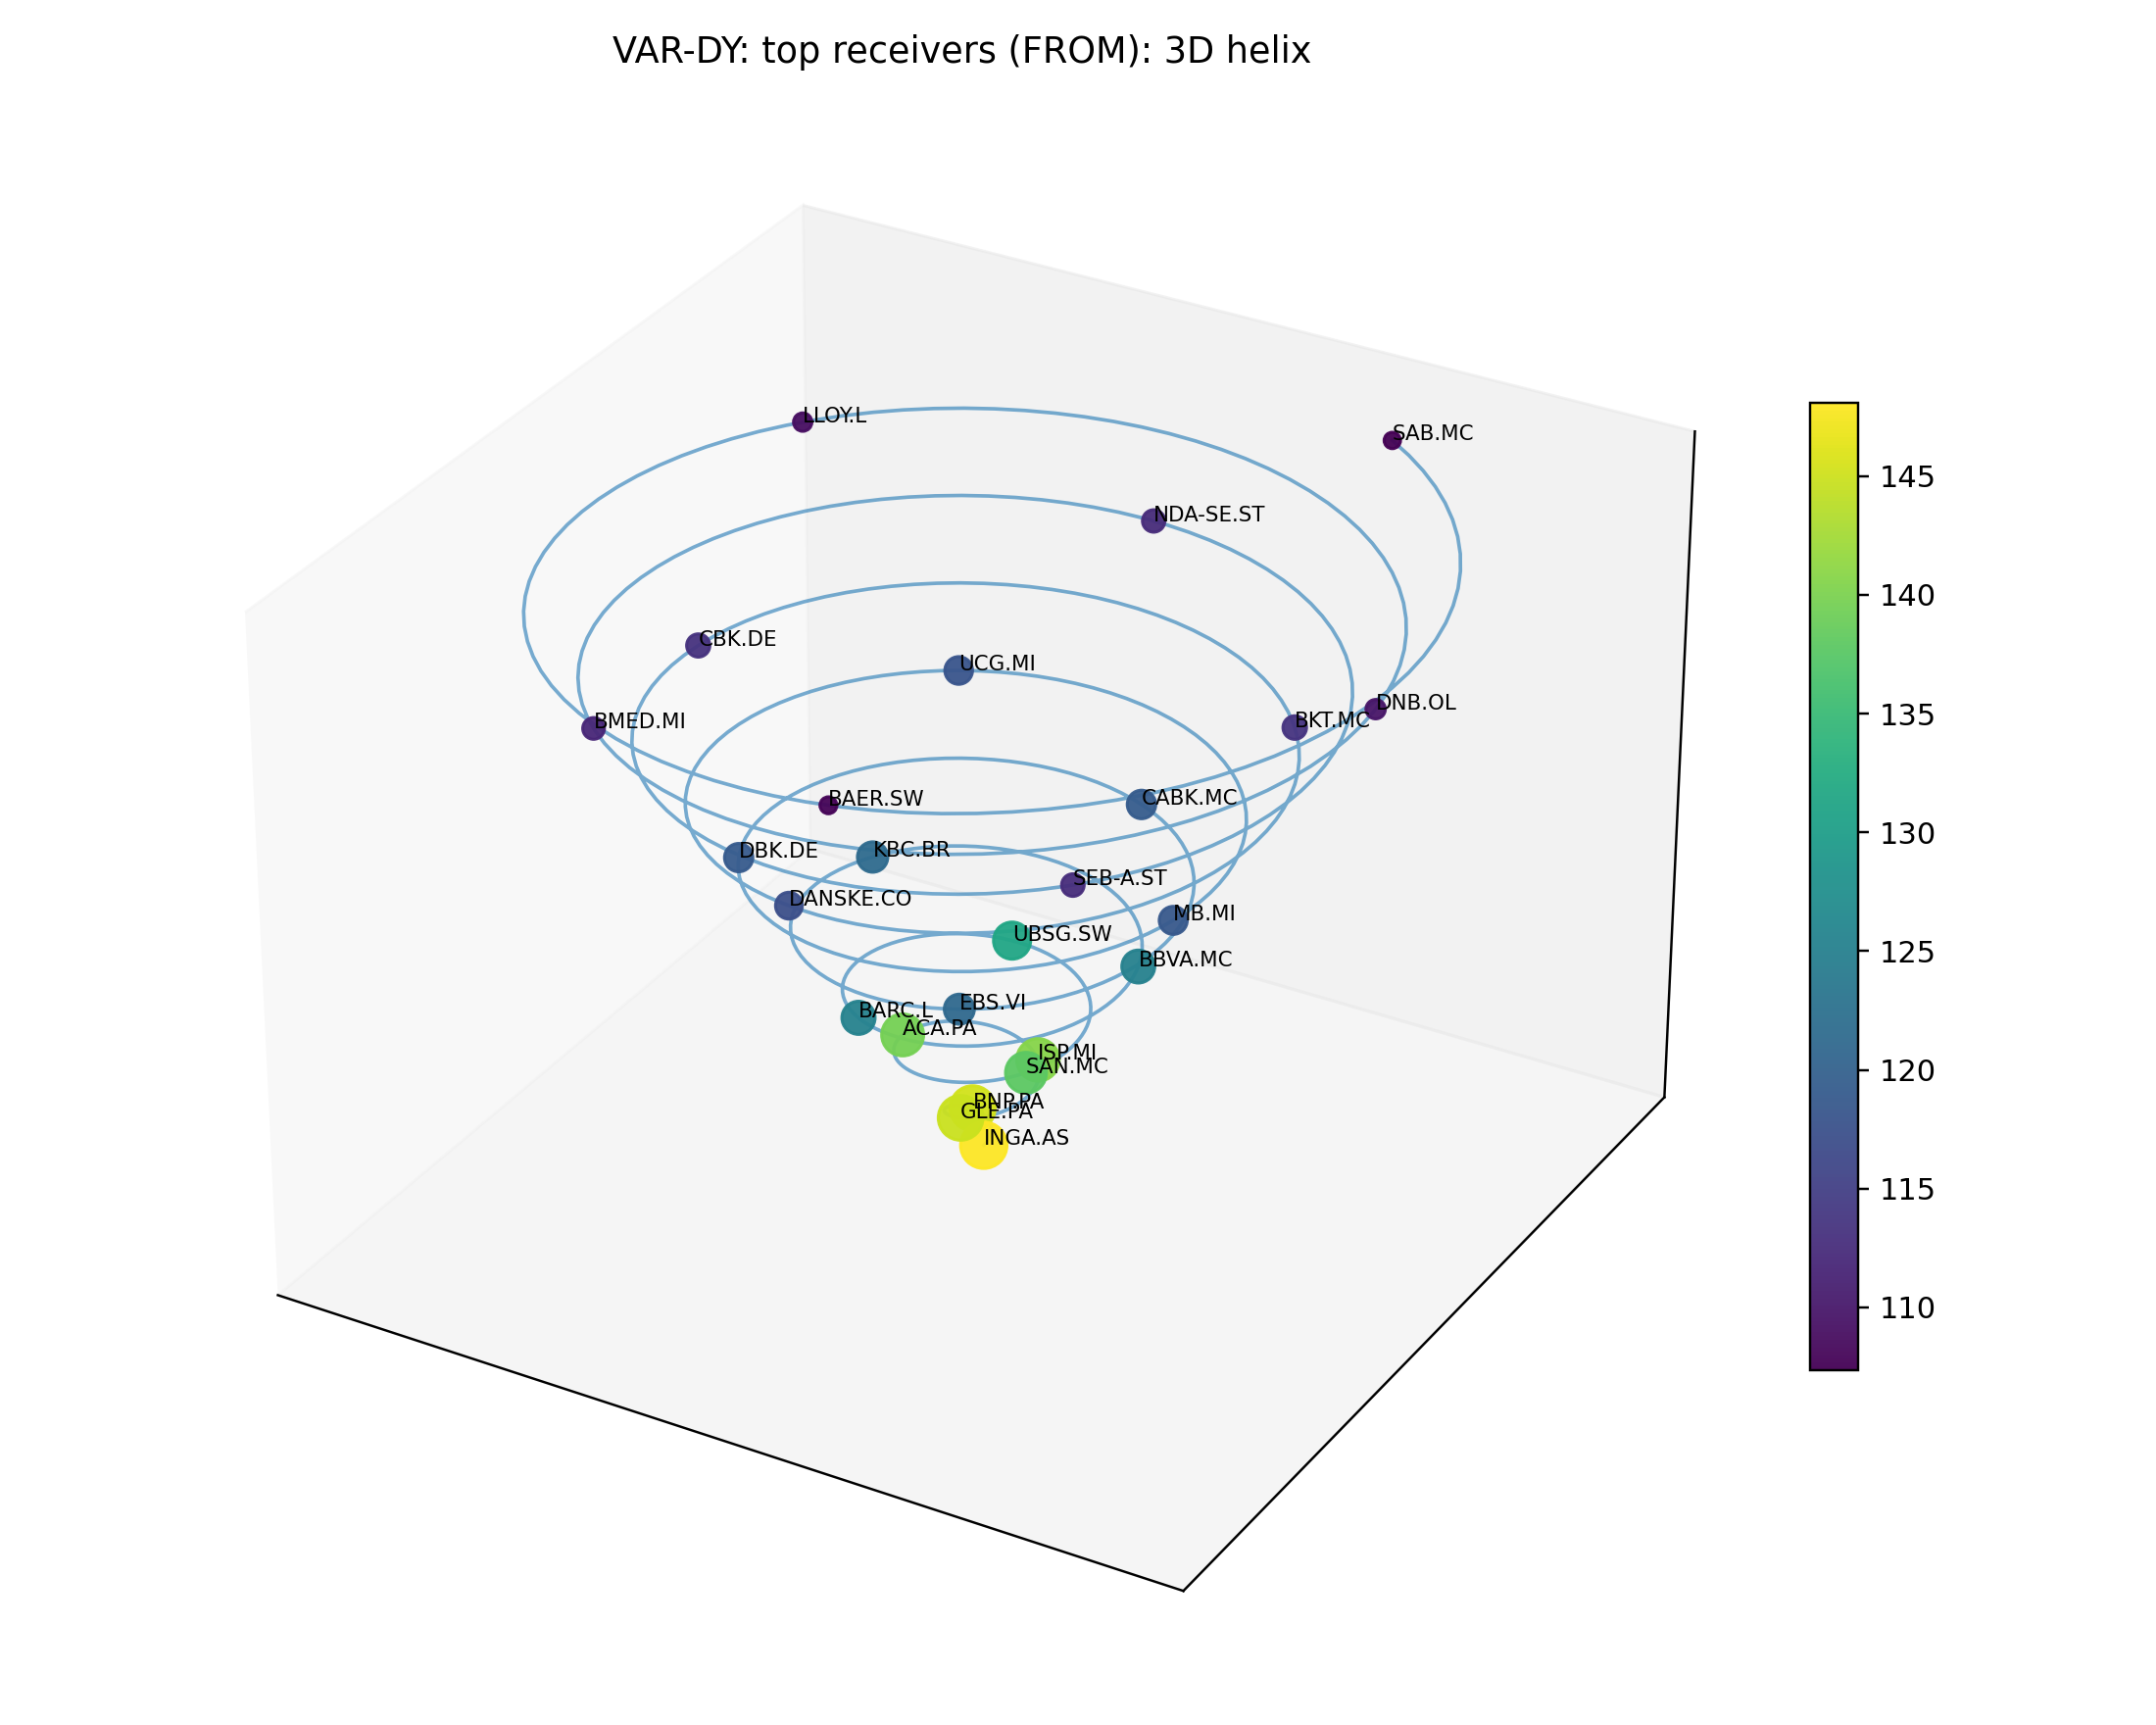 VAR-DY: top receivers (FROM): 3D helix
LLOY.L
SAB.MC
NDA-SE.ST
CBK.DE
UCG.MI
DNB.OL
BMED.MI
BKT.MC
BAER.SW
CABK.MC
DBK.DE
KBC.BR
SEB-A.ST
DANSKE.CO
MB.MI
UBSG.SW
BBVA.MC
EBS.VI
BARC.L
ACA.PA
ISP.MI
SAN.MC
BNP.PA
GLE.PA
INGA.AS
145
140
135
130
125
120
115
110